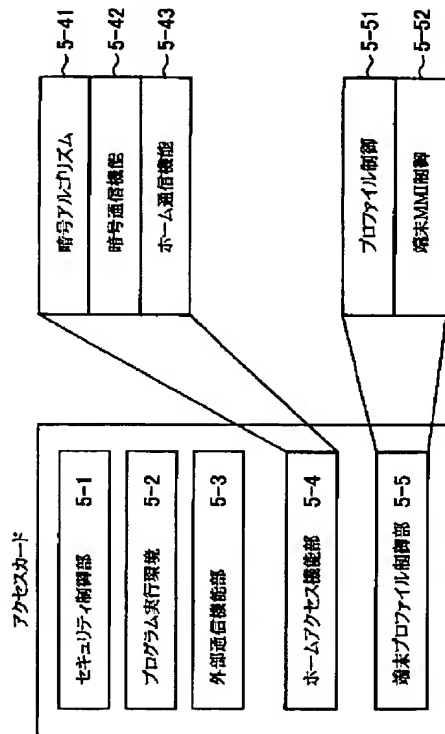 アクセスカード
セキュリティ制御部 5-1
プログラム実行環境 5-2
外部通信機能部 5-3
ホームアクセス機能部 5-4
端末プロファイル制御部 5-5
暗号アルゴリズム 5-41
暗号通信機能 5-42
ホーム通信機能 5-43
プロファイル制御 5-51
端末MMI制御 5-52